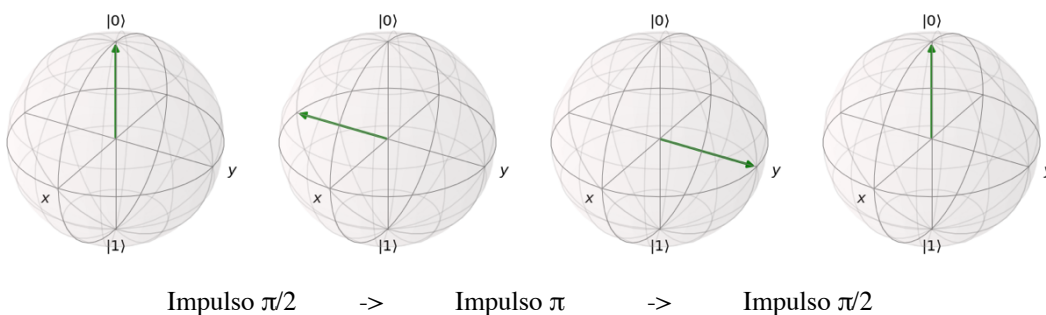 |0⟩ |0⟩ |0⟩ |0⟩
x y x y x y x y
|1⟩ |1⟩ |1⟩ |1⟩
Impulso π/2 -> Impulso π -> Impulso π/2